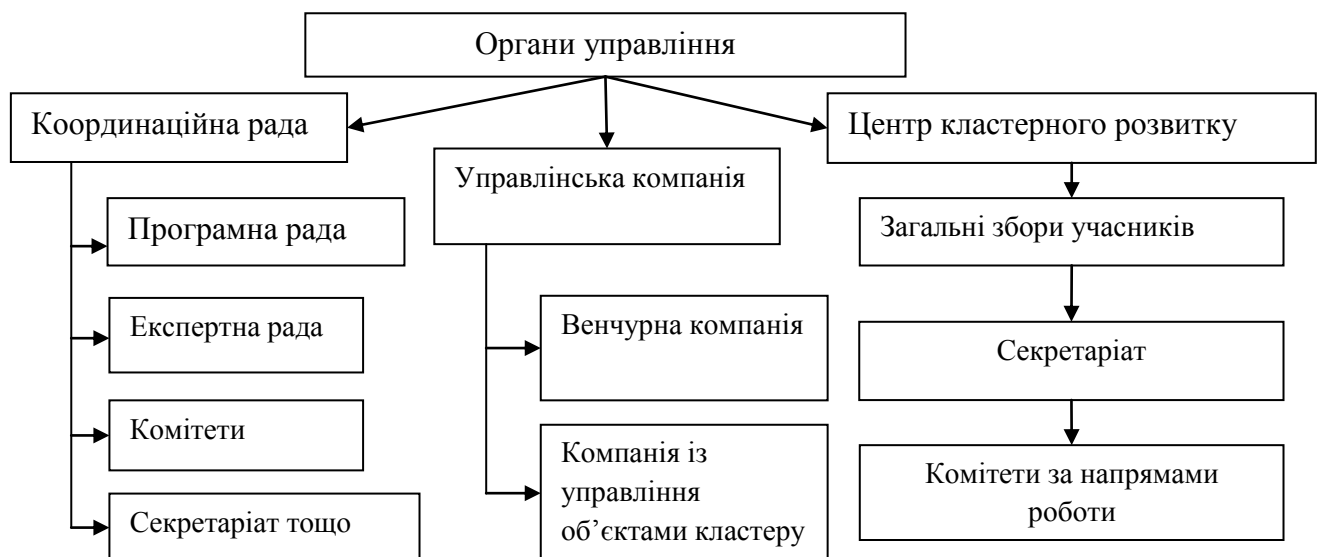 Органи управління
Координаційна рада
Програмна рада
Експертна рада
Комітети
Секретаріат тощо
Управлінська компанія
Венчурна компанія
Компанія із
управління
об’єктами кластеру
Центр кластерного розвитку
Загальні збори учасників
Секретаріат
Комітети за напрямами
роботи